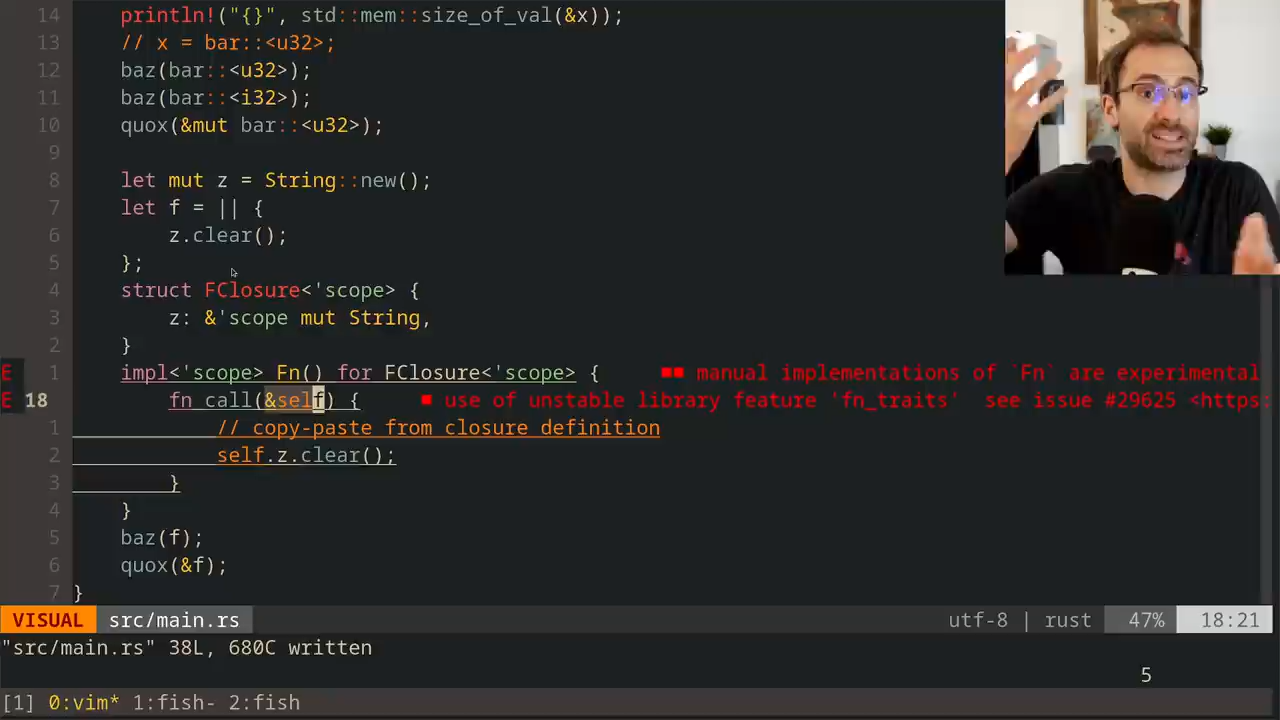 14 println!("{}", std::mem::size_of_val(&x));
13 // x = bar::<u32>;
12 baz(bar::<u32>);
11 baz(bar::<i32>);
10 quox(&mut bar::<u32>);
9
8 let mut z = String::new();
7 let f = || {
6 z.clear();
5 };
4 struct FClosure<'scope> {
3 z: &'scope mut String,
2 }
E 1 impl<'scope> Fn() for FClosure<'scope> { ■■ manual implementations of `Fn` are experimental
E 18 fn call(&self) { ■ use of unstable library feature 'fn_traits' see issue #29625 <https:
1 // copy-paste from closure definition
2 self.z.clear();
3 }
4 }
5 baz(f);
6 quox(&f);
7 }
VISUAL src/main.rs utf-8 | rust 47% 18:21
"src/main.rs" 38L, 680C written
5
[1] 0:vim* 1:fish- 2:fish